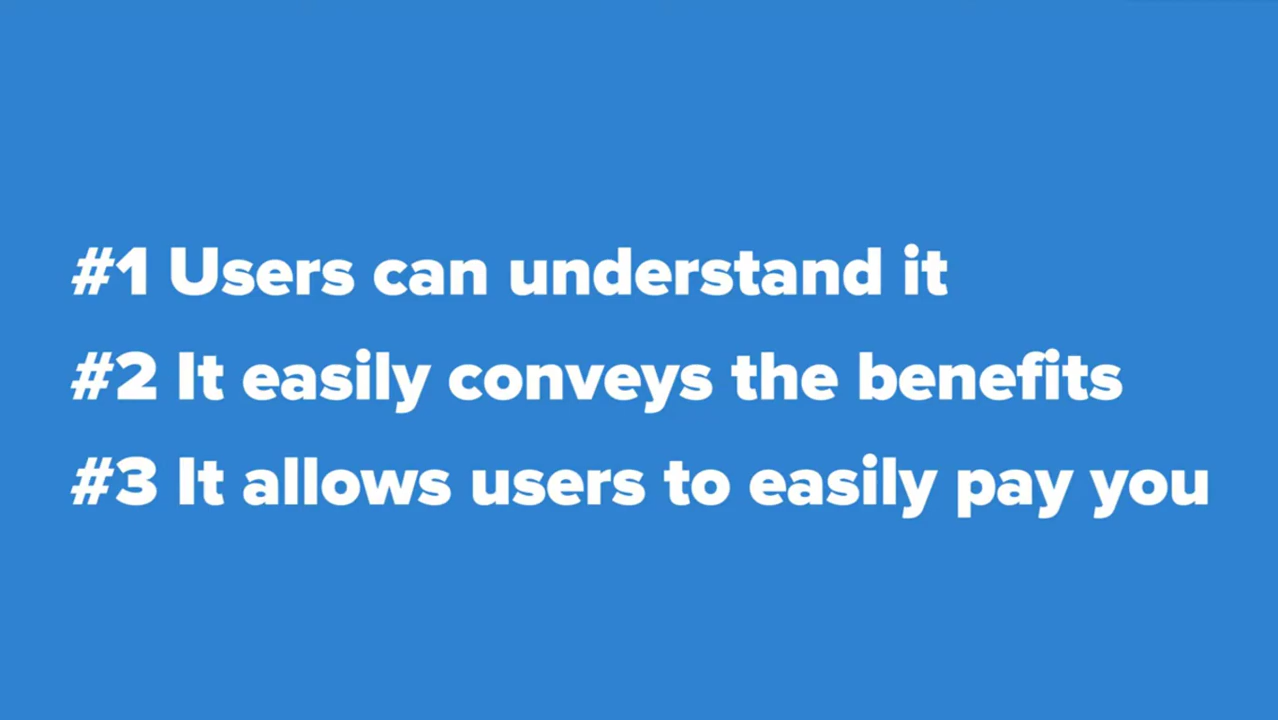 #1 Users can understand it
#2 It easily conveys the benefits
#3 It allows users to easily pay you